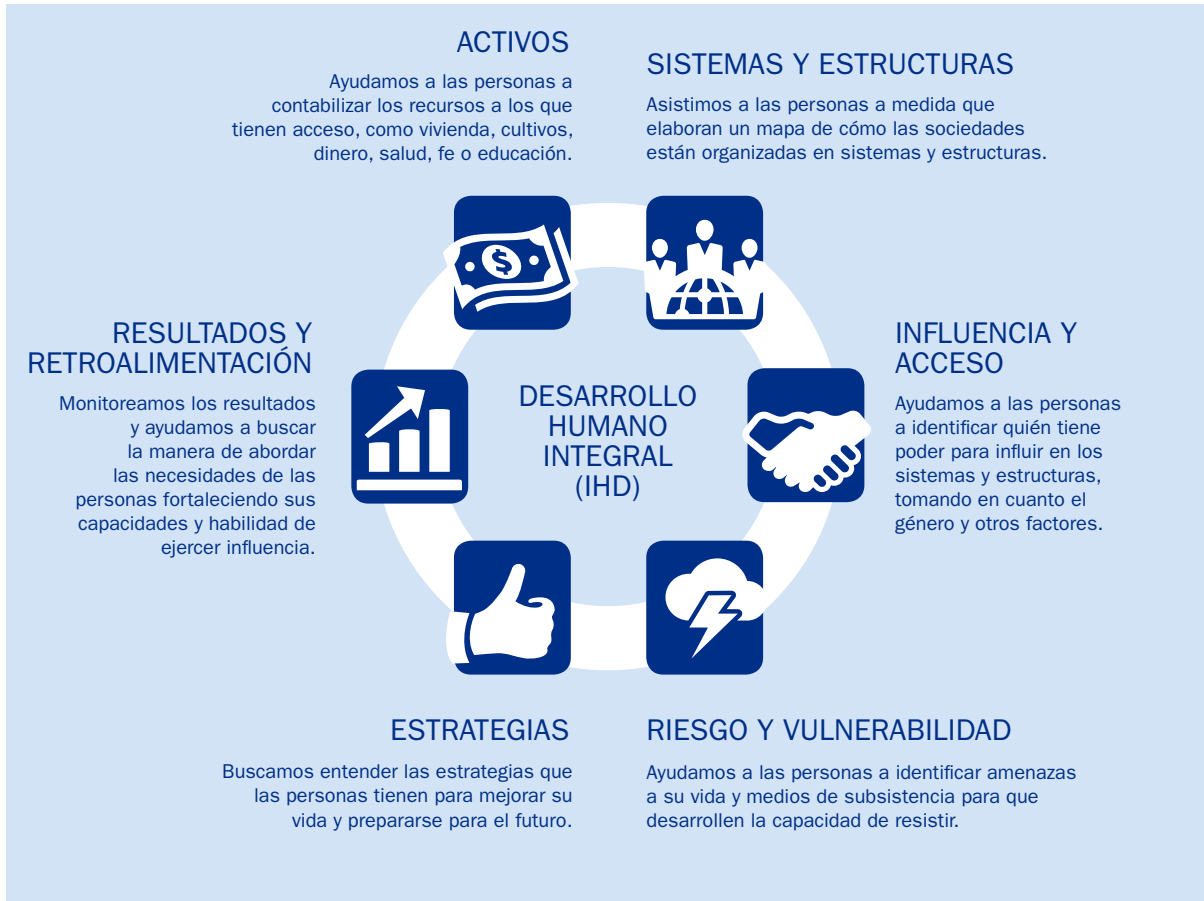 ACTIVOS
Ayudamos a las personas a
contabilizar los recursos a los que
tienen acceso, como vivienda, cultivos,
dinero, salud, fe o educación.
SISTEMAS Y ESTRUCTURAS
Asistimos a las personas a medida que
elaboran un mapa de cómo las sociedades
están organizadas en sistemas y estructuras.
$
RESULTADOS Y
RETROALIMENTACIÓN
Monitoreamos los resultados
y ayudamos a buscar
la manera de abordar
las necesidades de las
personas fortaleciendo sus
capacidades y habilidad de
ejercer influencia.
DESARROLLO
HUMANO
INTEGRAL
(IHD)
INFLUENCIA Y
ACCESO
Ayudamos a las personas
a identificar quién tiene
poder para influir en los
sistemas y estructuras,
tomando en cuanto el
género y otros factores.
ESTRATEGIAS
Buscamos entender las estrategias que
las personas tienen para mejorar su
vida y prepararse para el futuro.
RIESGO Y VULNERABILIDAD
Ayudamos a las personas a identificar amenazas
a su vida y medios de subsistencia para que
desarrollen la capacidad de resistir.